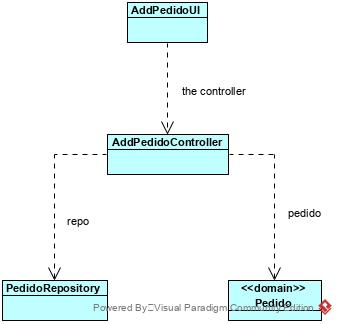 AddPedidoUI
the controller
AddPedidoController
repo
pedido
PedidoRepository
<<domain>>
Pedido
Powered By Visual Paradigm Community Edition